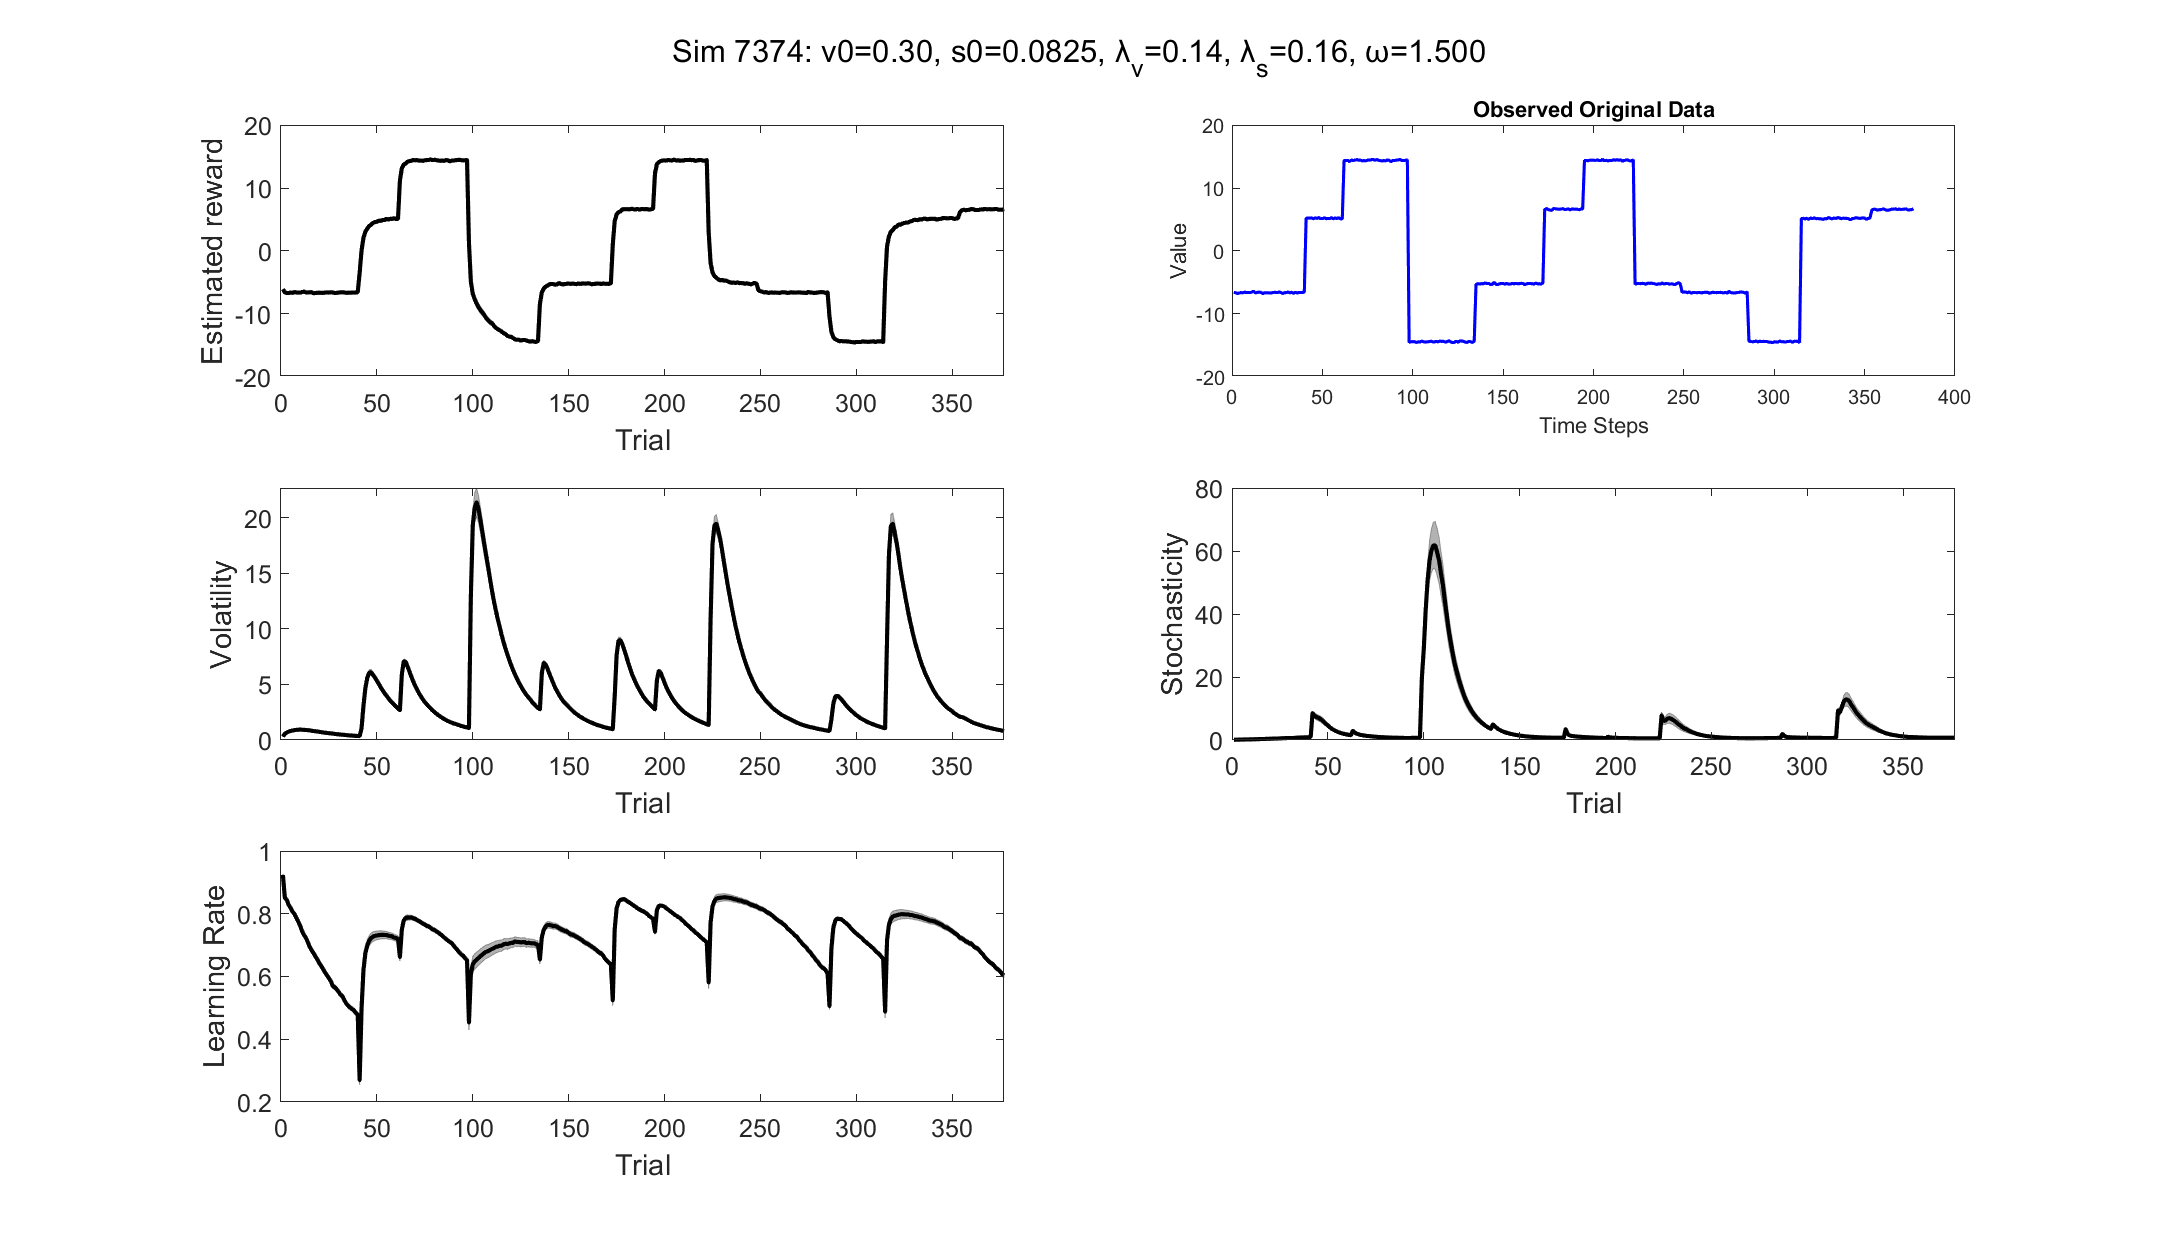 Sim 7374: v0=0.30, s0=0.0825, λv=0.14, λs=0.16, ω=1.500
Estimated reward
20
10
0
-10
-20
0 50 100 150 200 250 300 350
Trial
Observed Original Data
Value
20
10
0
-10
-20
0 50 100 150 200 250 300 350 400
Time Steps
Volatility
20
15
10
5
0
0 50 100 150 200 250 300 350
Trial
Stochasticity
80
60
40
20
0
0 50 100 150 200 250 300 350
Trial
Learning Rate
1
0.8
0.6
0.4
0.2
0 50 100 150 200 250 300 350
Trial